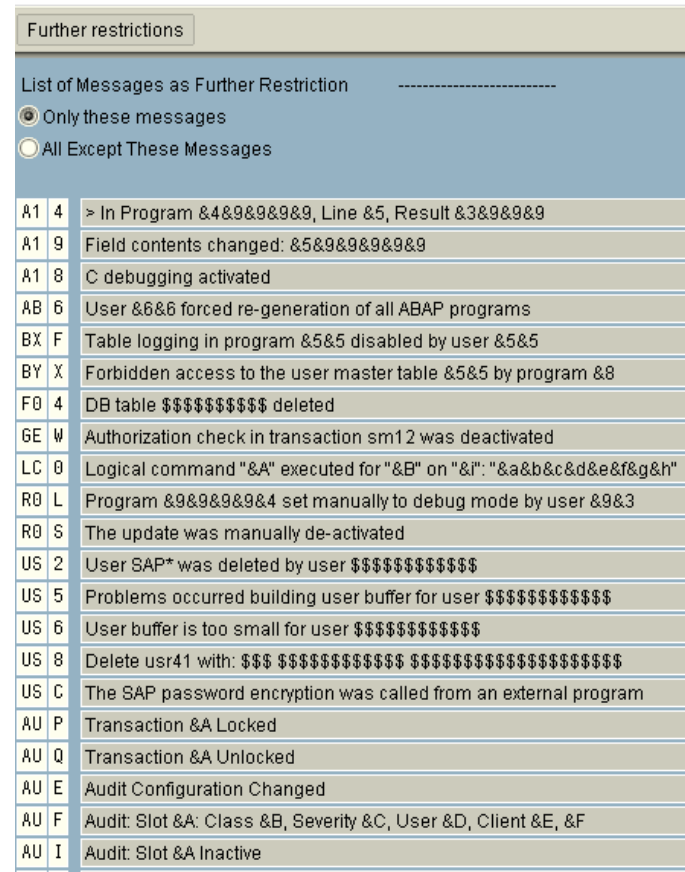 Further restrictions
List of Messages as Further Restriction --------------------------
Only these messages
All Except These Messages
A1 4 > In Program &4&9&9&9&9, Line &5, Result &3&9&9&9
A1 9 Field contents changed: &5&9&9&9&9&9
A1 8 C debugging activated
AB 6 User &6&6 forced re-generation of all ABAP programs
BX F Table logging in program &5&5 disabled by user &5&5
BY X Forbidden access to the user master table &5&5 by program &8
F0 4 DB table $$$$$$$$$$ deleted
GE W Authorization check in transaction sm12 was deactivated
LC 0 Logical command "&A" executed for "&B" on "&i": "&a&b&c&d&e&f&g&h"
R0 L Program &9&9&9&9&4 set manually to debug mode by user &9&3
R0 S The update was manually de-activated
US 2 User SAP* was deleted by user $$$$$$$$$$$$
US 5 Problems occurred building user buffer for user $$$$$$$$$$$$
US 6 User buffer is too small for user $$$$$$$$$$$$
US 8 Delete usr41 with: $$$ $$$$$$$$$$$$ $$$$$$$$$$$$$$$$$$$$
US C The SAP password encryption was called from an external program
AU P Transaction &A Locked
AU Q Transaction &A Unlocked
AU E Audit Configuration Changed
AU F Audit: Slot &A: Class &B, Severity &C, User &D, Client &E, &F
AU I Audit: Slot &A Inactive